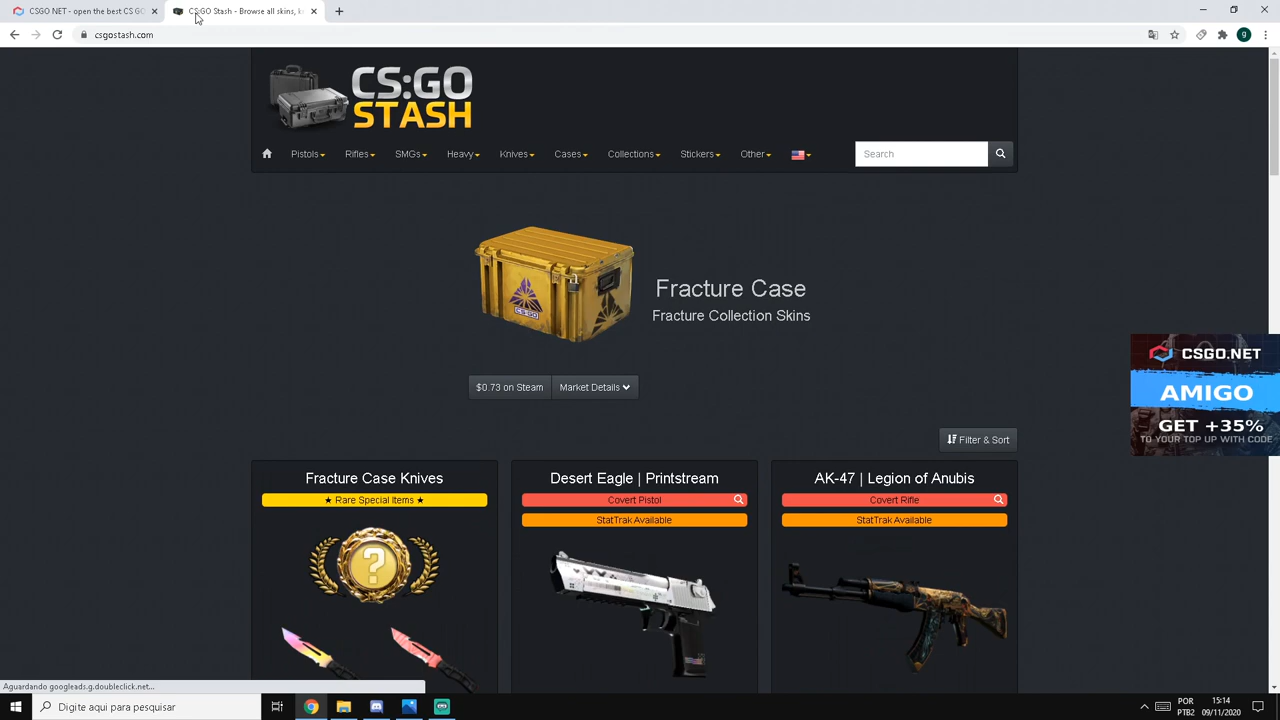 CSGO NET - open the best CS GO
CS:GO Stash - Browse all skins, k
csgostash.com
g
CS:GO
STASH
Pistols
Rifles
SMGs
Heavy
Knives
Cases
Collections
Stickers
Other
Search
CS:GO
Fracture Case
Fracture Collection Skins
$0.73 on Steam
Market Details
CSGO.NET
AMIGO
GET +35%
TO YOUR TOP UP WITH CODE
Filter & Sort
Fracture Case Knives
★ Rare Special Items ★
Desert Eagle | Printstream
Covert Pistol
StatTrak Available
AK-47 | Legion of Anubis
Covert Rifle
StatTrak Available
?
Aguardando googleads.g.doubleclick.net...
Digite aqui para pesquisar
POR
PTB2
15:14
09/11/2020